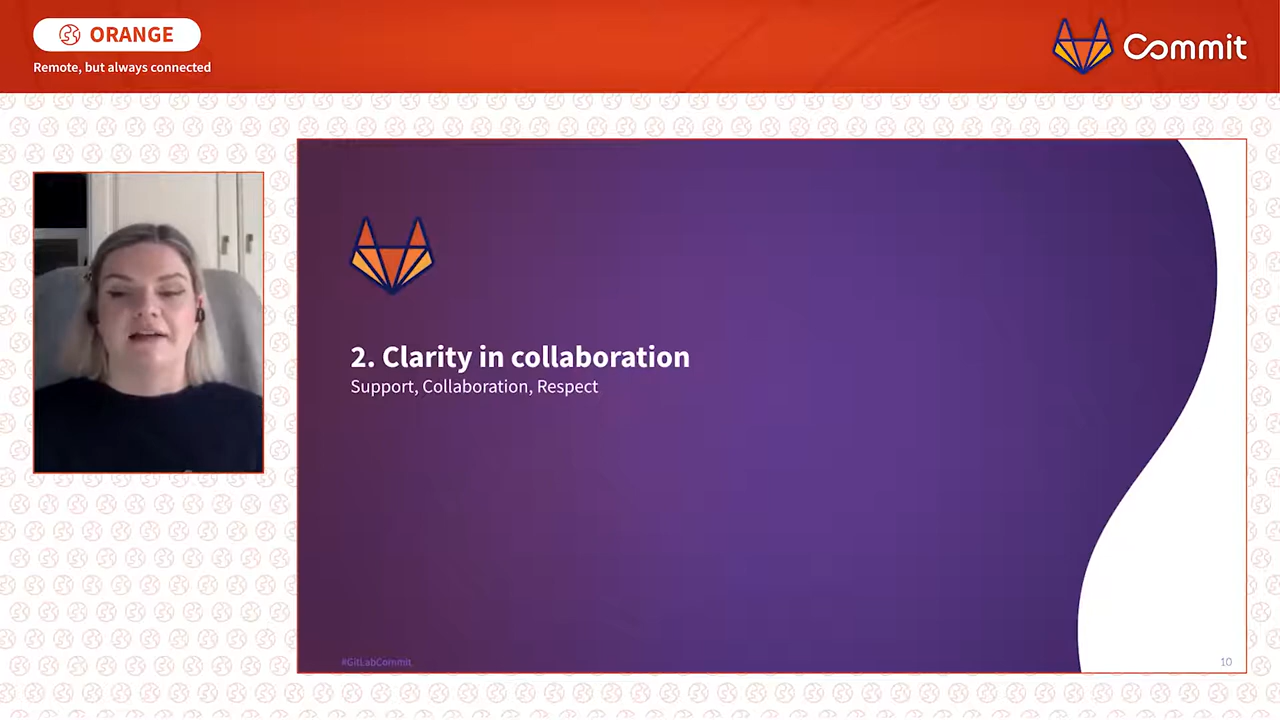 ORANGE
Remote, but always connected
Commit
2. Clarity in collaboration
Support, Collaboration, Respect
#GitLabCommit
10